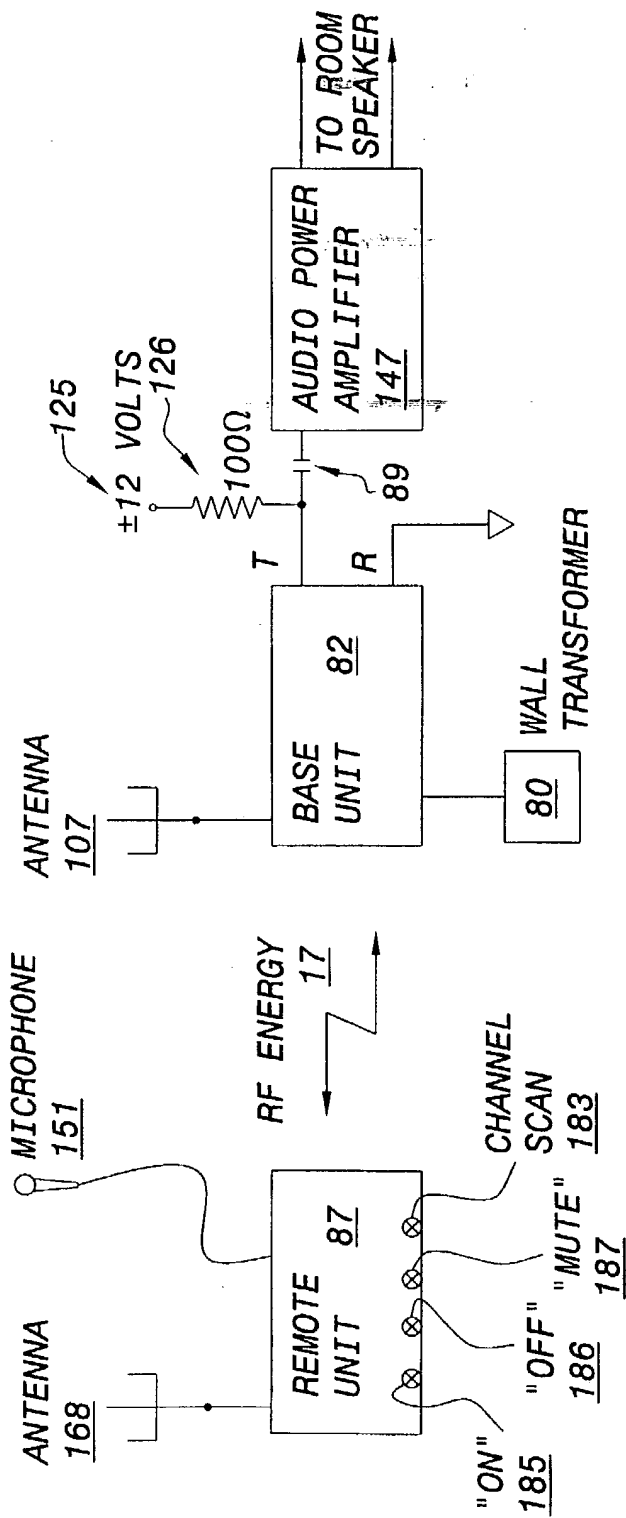 ANTENNA
168
MICROPHONE
151
REMOTE
UNIT
87
"ON"
185
"OFF"
186
"MUTE"
187
CHANNEL
SCAN
183
RF ENERGY
17
ANTENNA
107
BASE
UNIT
82
80
WALL
TRANSFORMER
T
R
125
±12 VOLTS
126
100Ω
89
AUDIO POWER
AMPLIFIER
147
TO ROOM
SPEAKER